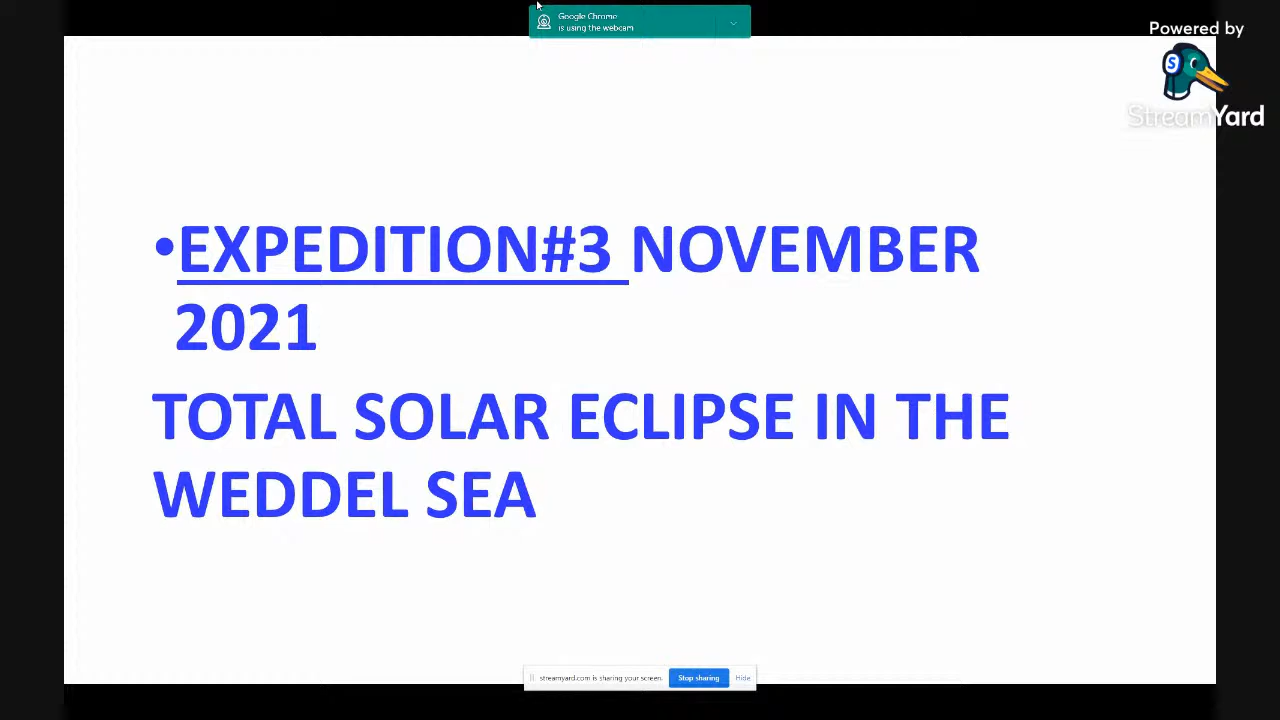 Google Chrome
is using the webcam
Powered by
S
StreamYard
•EXPEDITION#3 NOVEMBER
2021
TOTAL SOLAR ECLIPSE IN THE
WEDDEL SEA
streamyard.com is sharing your screen.
Stop sharing
Hide